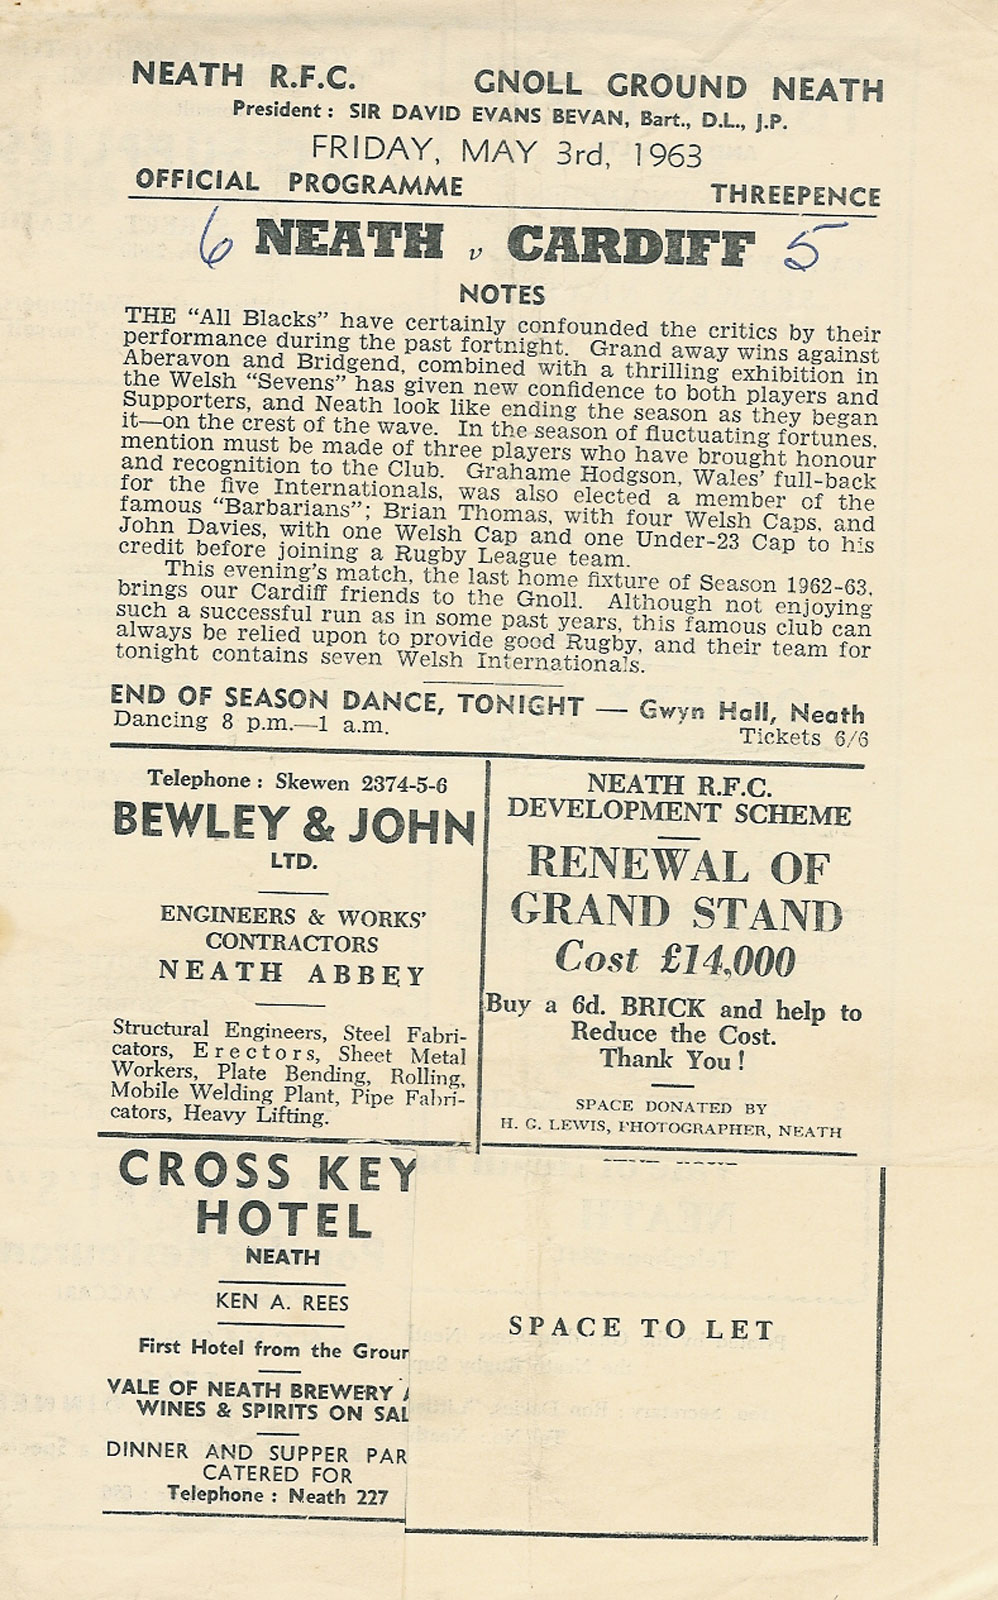 NEATH R.F.C. GNOLL GROUND NEATH
President: SIR DAVID EVANS BEVAN, Bart., D.L., J.P.
FRIDAY, MAY 3rd, 1963
OFFICIAL PROGRAMME THREEPENCE
6 NEATH v CARDIFF 5
NOTES
THE "All Blacks" have certainly confounded the critics by their
performance during the past fortnight. Grand away wins against
Aberavon and Bridgend, combined with a thrilling exhibition in
the Welsh "Sevens" has given new confidence to both players and
Supporters, and Neath look like ending the season as they began
it—on the crest of the wave. In the season of fluctuating fortunes,
mention must be made of three players who have brought honour
and recognition to the Club. Grahame Hodgson, Wales' full-back
for the five Internationals, was also elected a member of the
famous "Barbarians"; Brian Thomas, with four Welsh Caps, and
John Davies, with one Welsh Cap and one Under-23 Cap to his
credit before joining a Rugby League team.
This evening's match, the last home fixture of Season 1962-63,
brings our Cardiff friends to the Gnoll. Although not enjoying
such a successful run as in some past years, this famous club can
always be relied upon to provide good Rugby, and their team for
tonight contains seven Welsh Internationals.
END OF SEASON DANCE, TONIGHT — Gwyn Hall, Neath
Dancing 8 p.m.—1 a.m. Tickets 6/6
Telephone: Skewen 2374-5-6
BEWLEY & JOHN
LTD.
ENGINEERS & WORKS'
CONTRACTORS
NEATH ABBEY
Structural Engineers, Steel Fabri-
cators, Erectors, Sheet Metal
Workers, Plate Bending, Rolling,
Mobile Welding Plant, Pipe Fabri-
cators, Heavy Lifting.
NEATH R.F.C.
DEVELOPMENT SCHEME
RENEWAL OF
GRAND STAND
Cost £14,000
Buy a 6d. BRICK and help to
Reduce the Cost.
Thank You!
SPACE DONATED BY
H. G. LEWIS, PHOTOGRAPHER, NEATH
CROSS KEY
HOTEL
NEATH
KEN A. REES
First Hotel from the Groun
VALE OF NEATH BREWERY A
WINES & SPIRITS ON SAL
DINNER AND SUPPER PAR
CATERED FOR
Telephone: Neath 227
SPACE TO LET